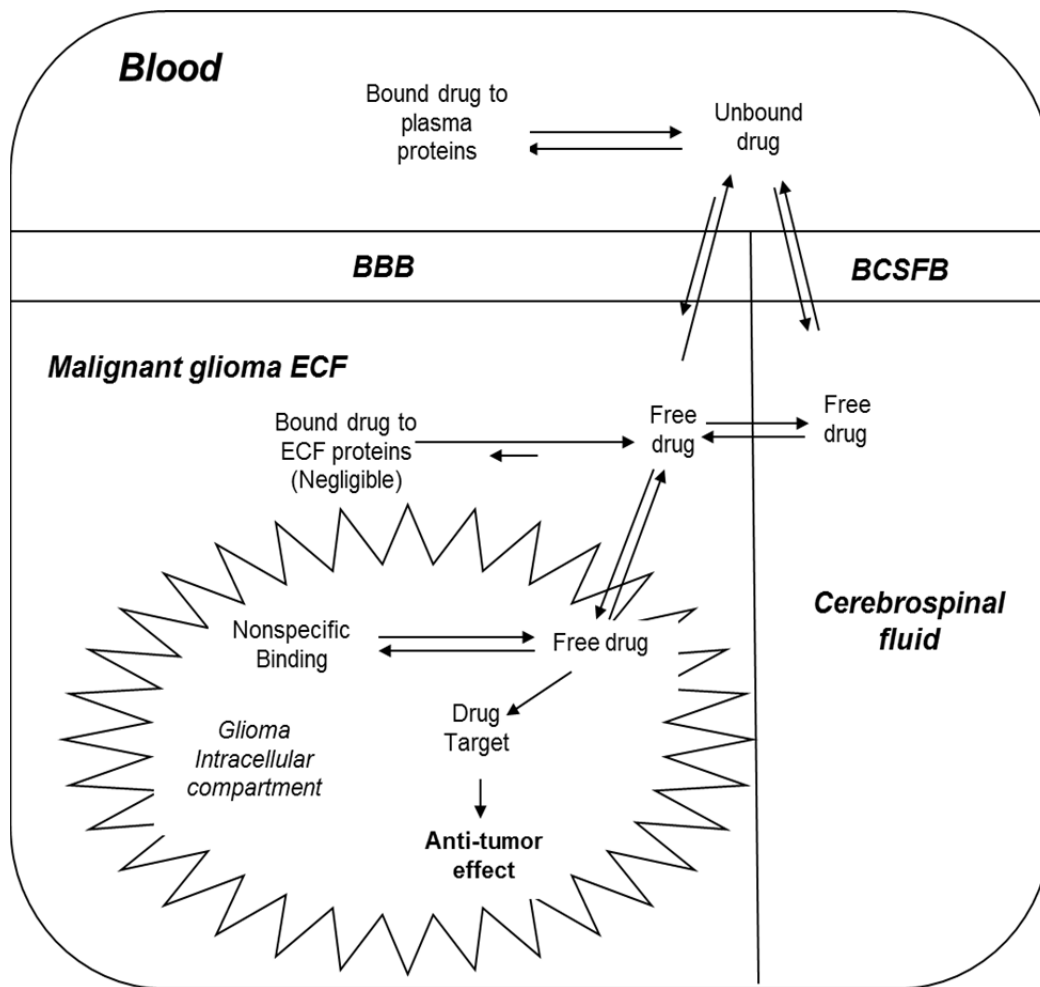 Blood
Bound drug to
plasma
proteins
Unbound
drug
BBB
BCSFB
Malignant glioma ECF
Bound drug to
ECF proteins
(Negligible)
Free
drug
Free
drug
Nonspecific
Binding
Free drug
Drug
Target
Glioma
Intracellular
compartment
Anti-tumor
effect
Cerebrospinal
fluid